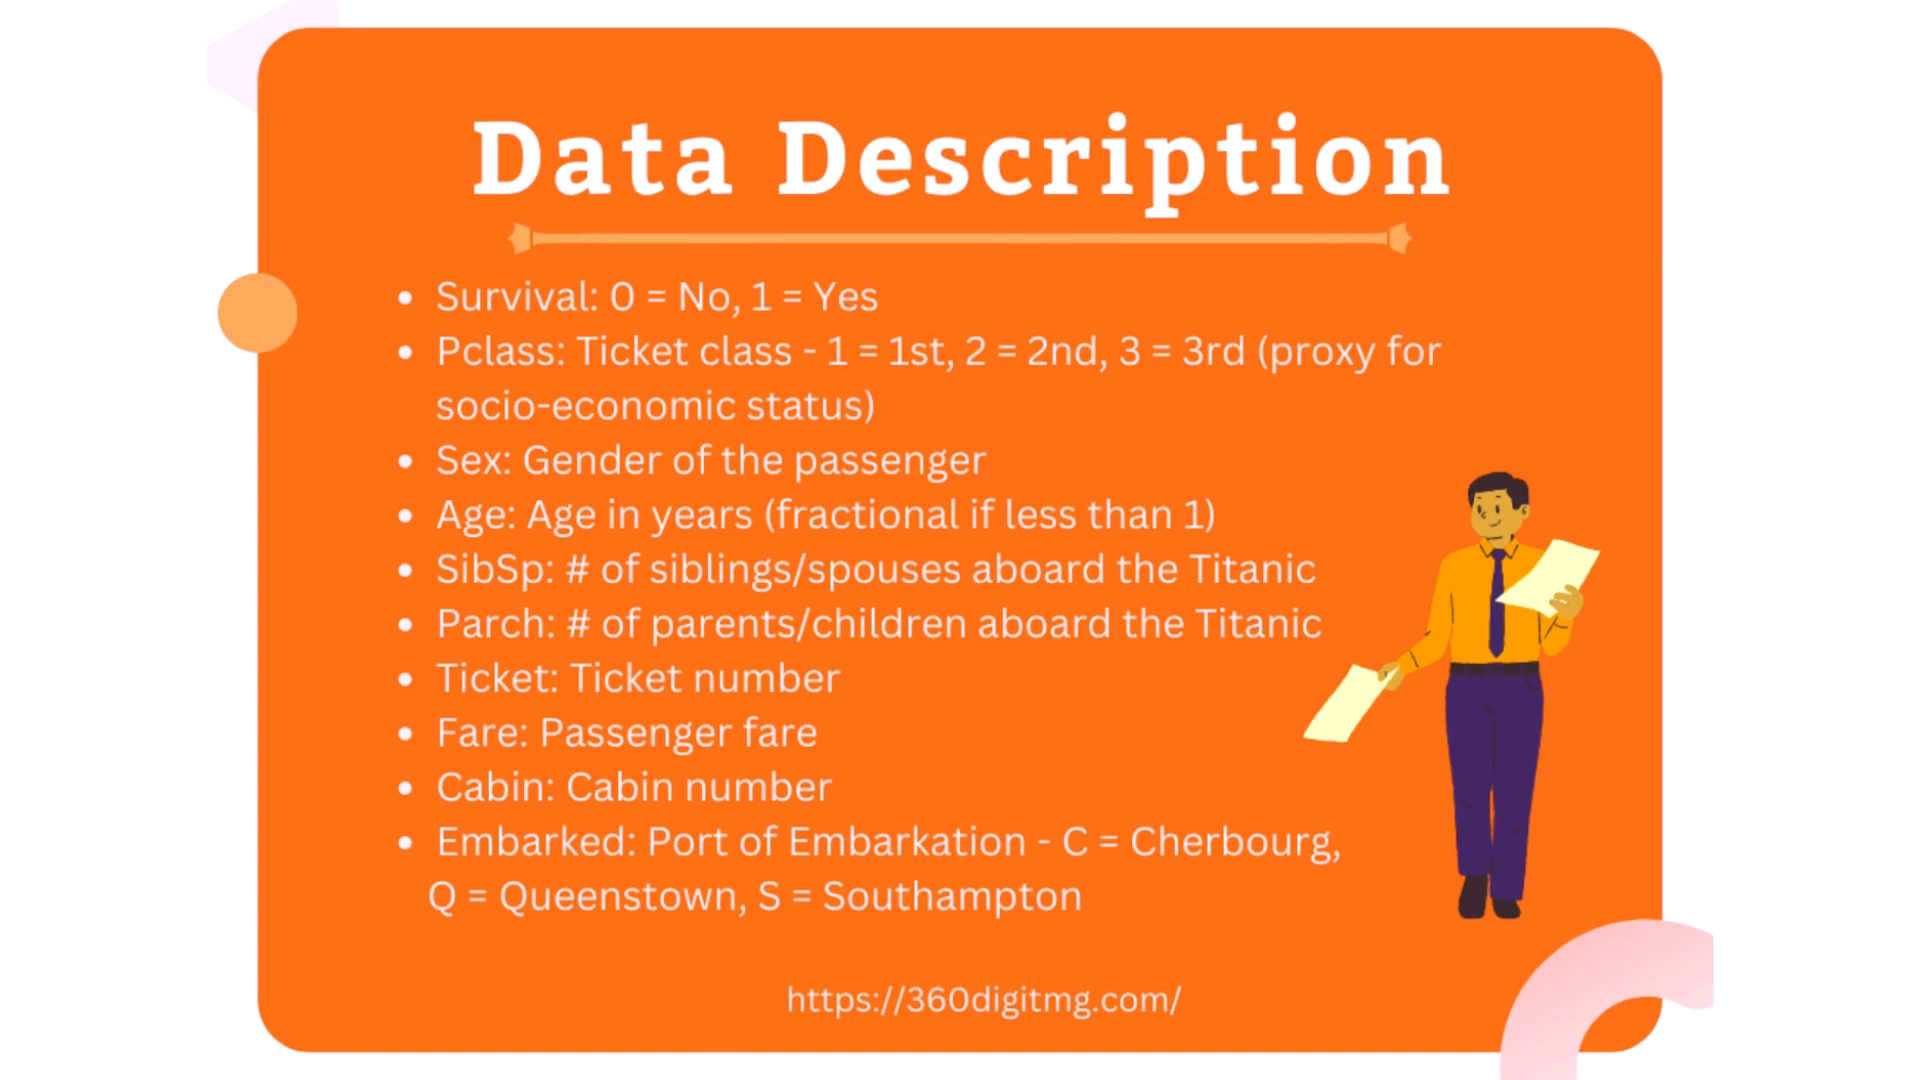 Data Description
• Survival: 0 = No, 1 = Yes
• Pclass: Ticket class - 1 = 1st, 2 = 2nd, 3 = 3rd (proxy for
socio-economic status)
• Sex: Gender of the passenger
• Age: Age in years (fractional if less than 1)
• SibSp: # of siblings/spouses aboard the Titanic
• Parch: # of parents/children aboard the Titanic
• Ticket: Ticket number
• Fare: Passenger fare
• Cabin: Cabin number
• Embarked: Port of Embarkation - C = Cherbourg,
Q = Queenstown, S = Southampton
https://360digitmg.com/